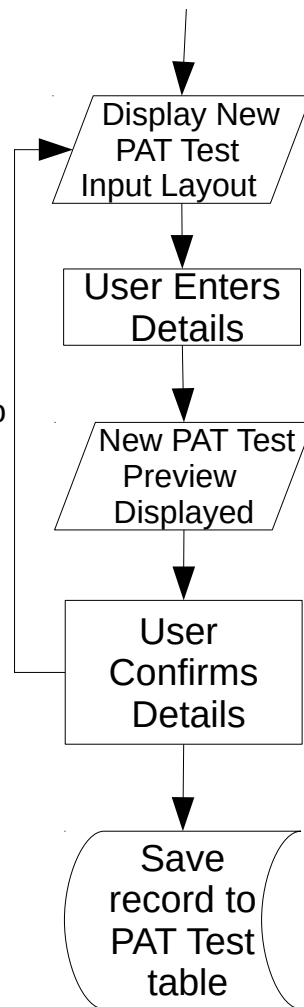 Display New
PAT Test
Input Layout
User Enters
Details
New PAT Test
Preview
Displayed
User
Confirms
Details
Save
record to
PAT Test
table